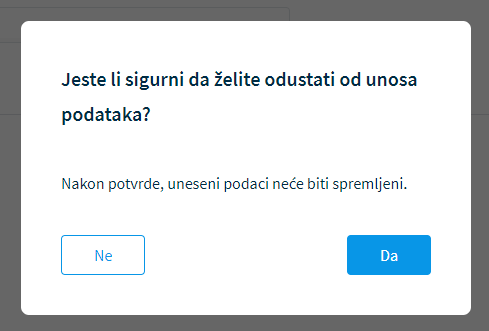 Jeste li sigurni da želite odustati od unosa
podataka?
Nakon potvrde, uneseni podaci neće biti spremljeni.
Ne
Da